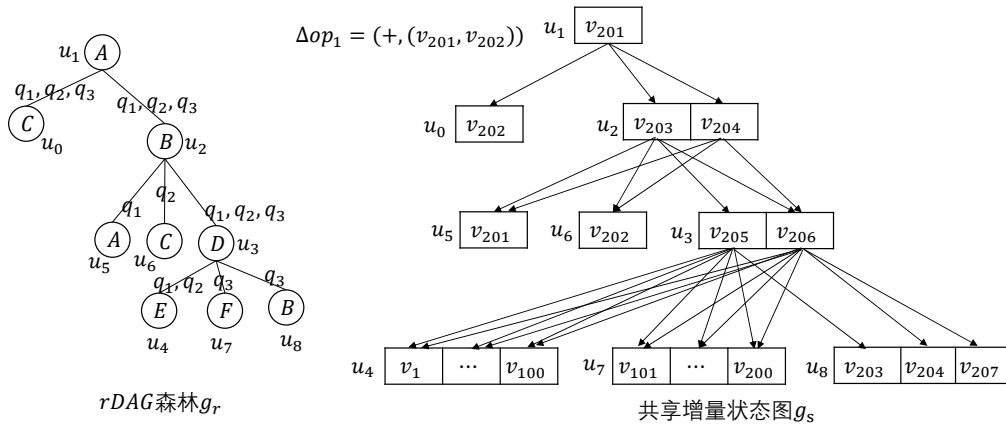 Δop₁ = (+, (v₂₀₁, v₂₀₂))
u₁ A
q₁, q₂, q₃ q₁, q₂, q₃
C
u₀
B u₂
q₁ q₂ q₁, q₂, q₃
A C D u₃
u₅ u₆
q₁, q₂ q₃ q₃
E F B
u₄ u₇ u₈
rDAG森林gᵣ
u₁ v₂₀₁
u₀ v₂₀₂ u₂ v₂₀₃ v₂₀₄
u₅ v₂₀₁ u₆ v₂₀₂ u₃ v₂₀₅ v₂₀₆
u₄ v₁ ⋯ v₁₀₀ u₇ v₁₀₁ ⋯ v₂₀₀ u₈ v₂₀₃ v₂₀₄ v₂₀₇
共享增量状态图gₛ